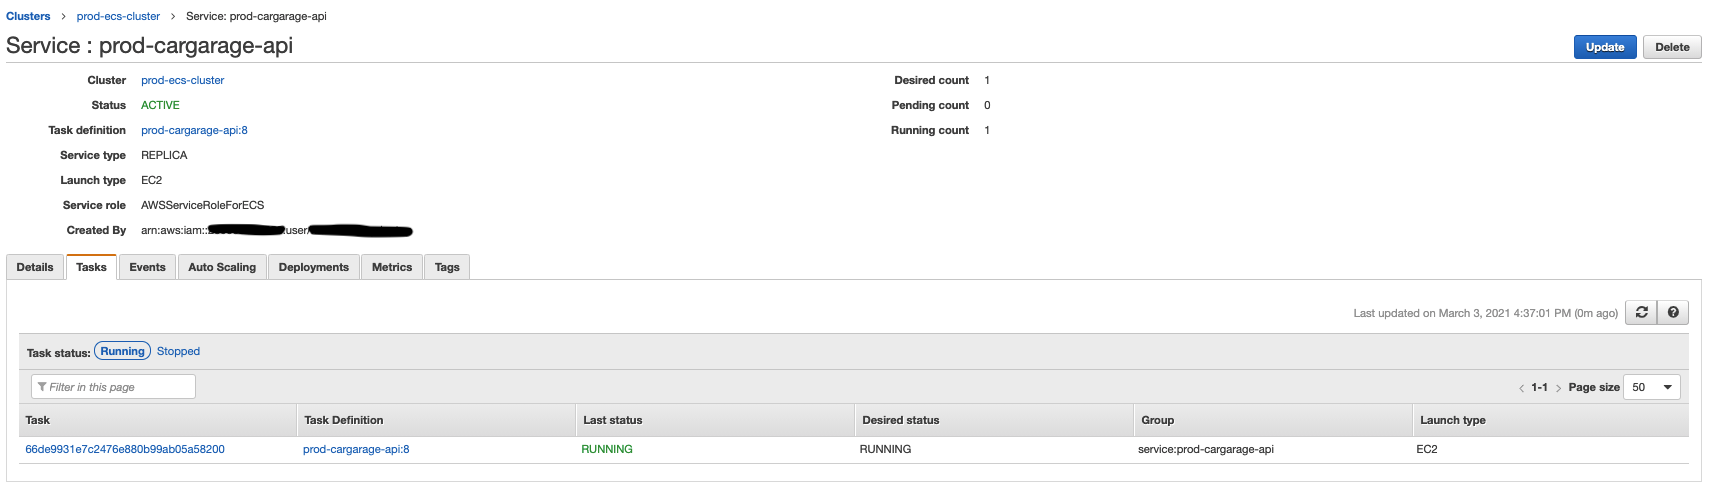 Clusters > prod-ecs-cluster > Service: prod-cargarage-api
Service : prod-cargarage-api
Update Delete
Cluster prod-ecs-cluster Desired count 1
Status ACTIVE Pending count 0
Task definition prod-cargarage-api:8 Running count 1
Service type REPLICA
Launch type EC2
Service role AWSServiceRoleForECS
Created By arn:aws:iam:: :user/
Details Tasks Events Auto Scaling Deployments Metrics Tags
Last updated on March 3, 2021 4:37:01 PM (0m ago)
Task status: Running Stopped
Filter in this page < 1-1 > Page size 50
Task Task Definition Last status Desired status Group Launch type
66de9931e7c2476e880b99ab05a58200 prod-cargarage-api:8 RUNNING RUNNING service:prod-cargarage-api EC2